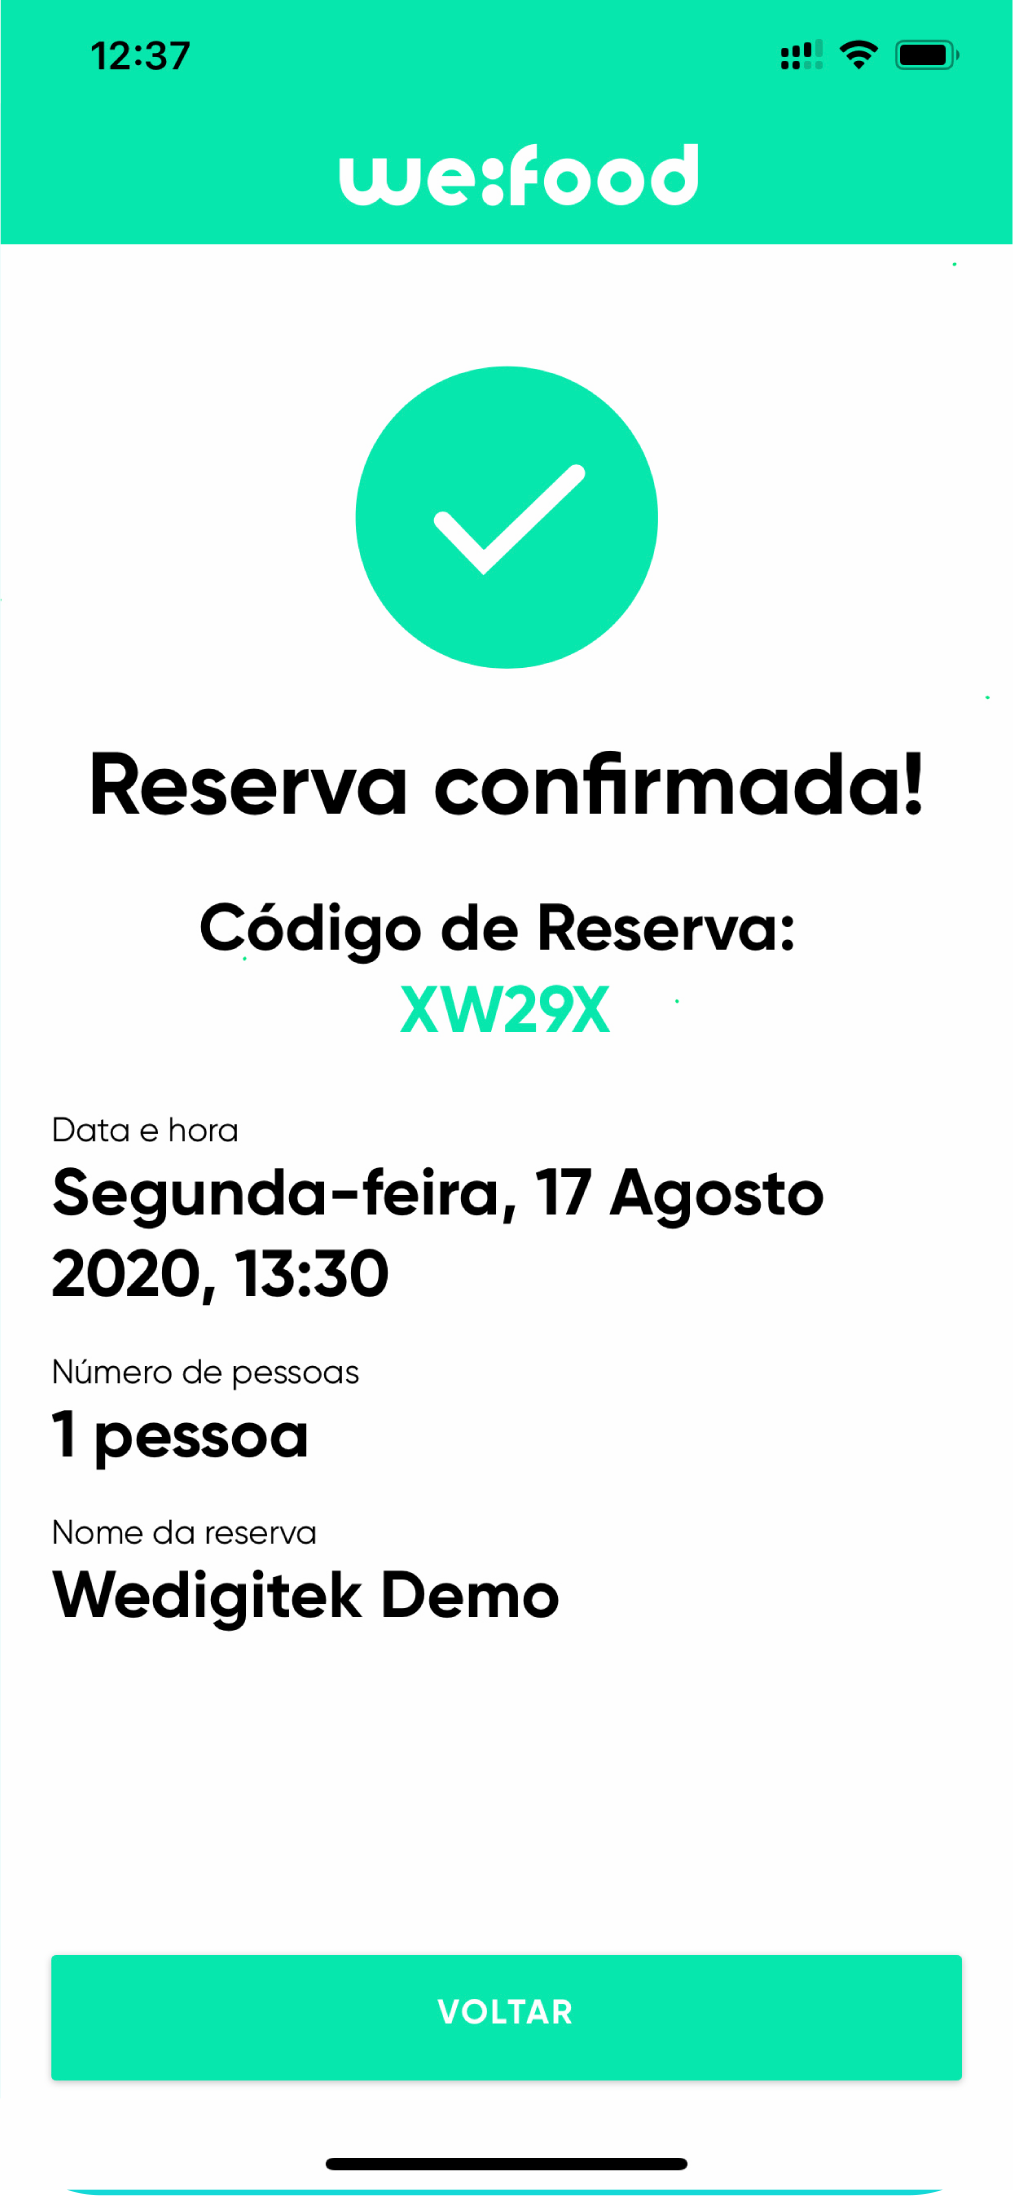 12:37
we:food
Reserva confirmada!
Código de Reserva:
XW29X
Data e hora
Segunda-feira, 17 Agosto
2020, 13:30
Número de pessoas
1 pessoa
Nome da reserva
Wedigitek Demo
VOLTAR